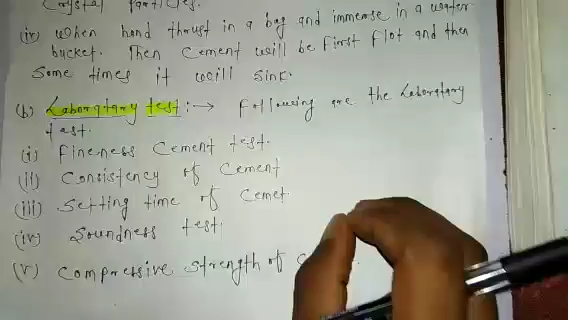 Crystal Particles.
(iv) when hand thrust in a bag and immerse in a water
bucket. Then Cement will be First Flot and then
Some times it will sink.
(b) Laboratary test :→ Following are the Laboratary
test.
(i) Fineness Cement test.
(ii) Consistency of Cement
(iii) Setting time of Cemet
(iv) Soundness test.
(v) Compressive strength of